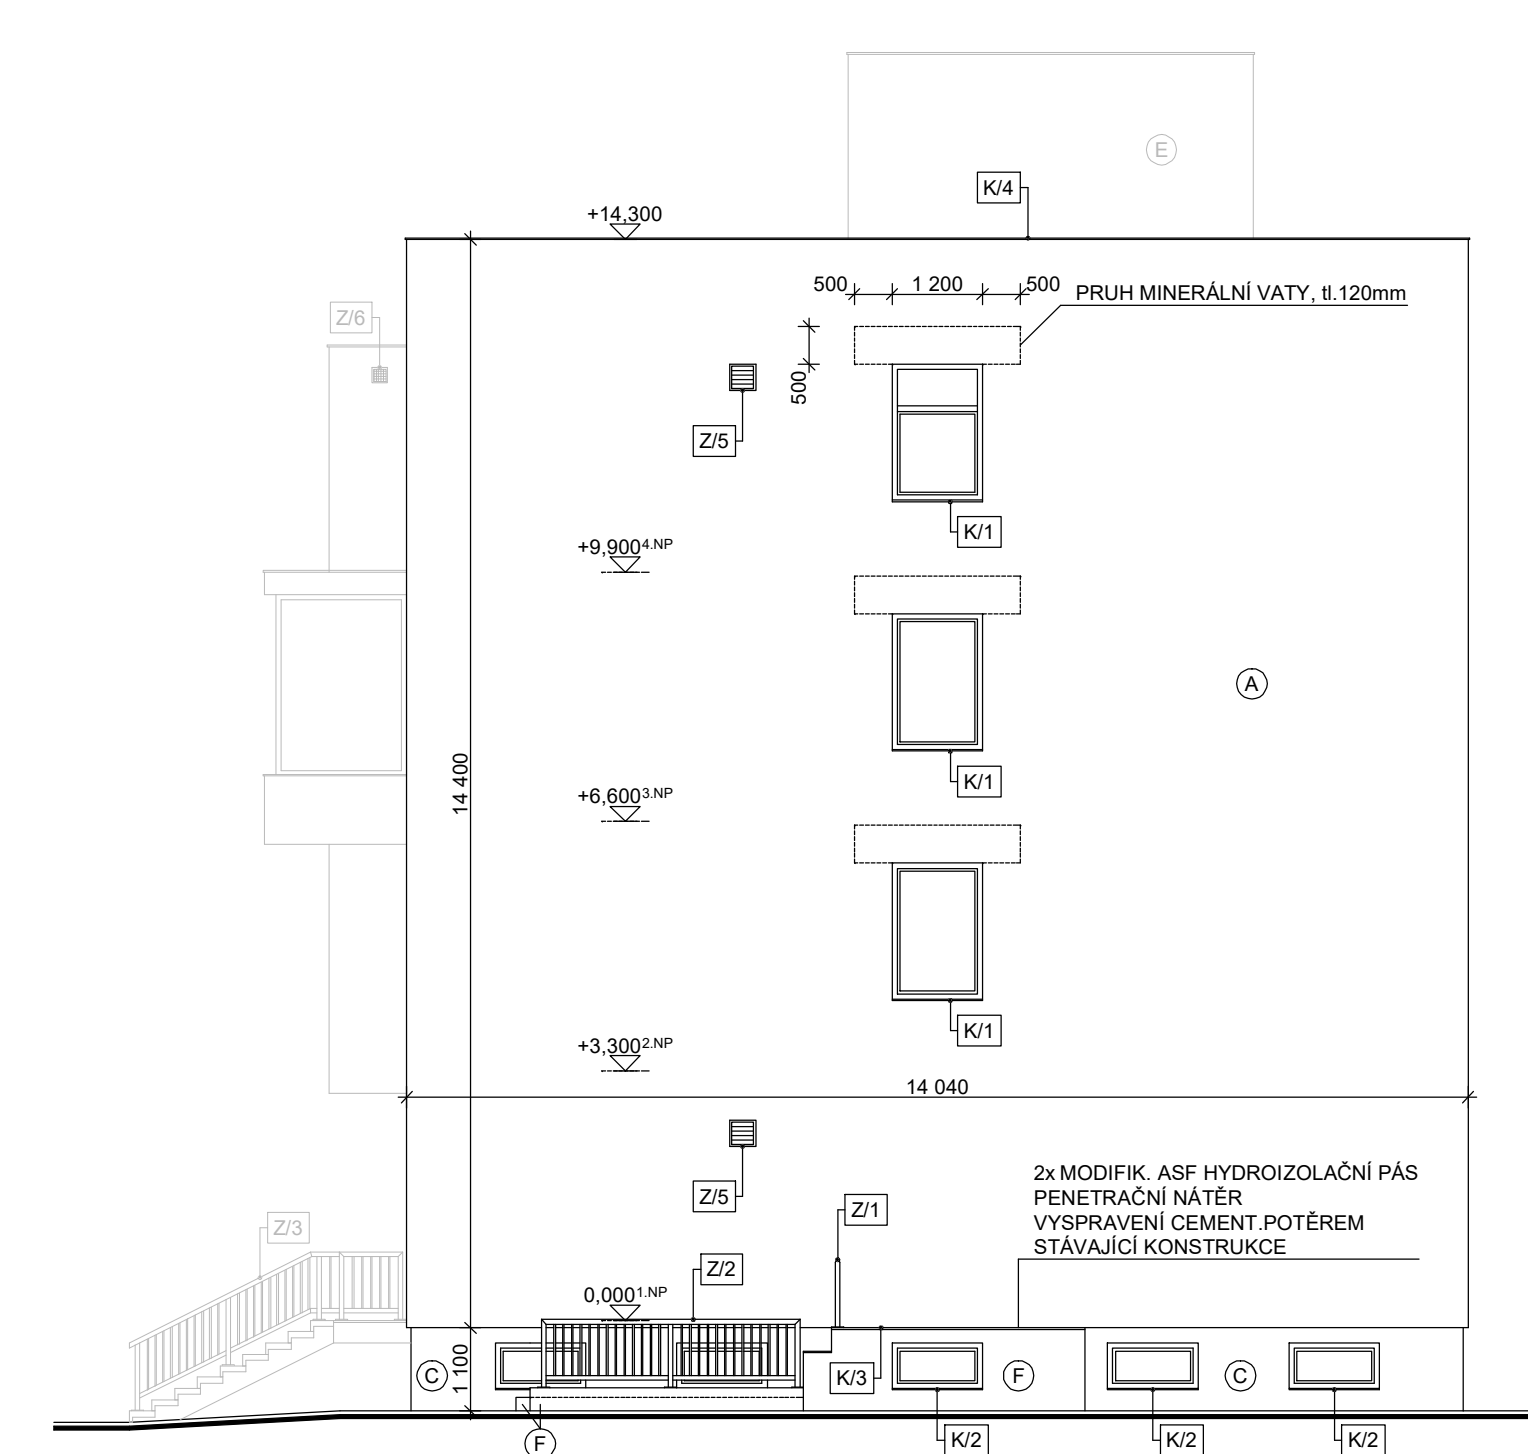 E
K/4
+14,300
500
1 200
500
PRUH MINERÁLNÍ VATY, tl.120mm
Z/6
500
Z/5
K/1
+9,900 4.NP
A
14 400
K/1
+6,600 3.NP
K/1
+3,300 2.NP
14 040
Z/5
Z/1
2x MODIFIK. ASF HYDROIZOLAČNÍ PÁS
PENETRAČNÍ NÁTĚR
VYSPRAVENÍ CEMENT.POTĚREM
STÁVAJÍCÍ KONSTRUKCE
Z/3
Z/2
0,000 1.NP
C
1 100
K/3
F
C
F
K/2
K/2
K/2